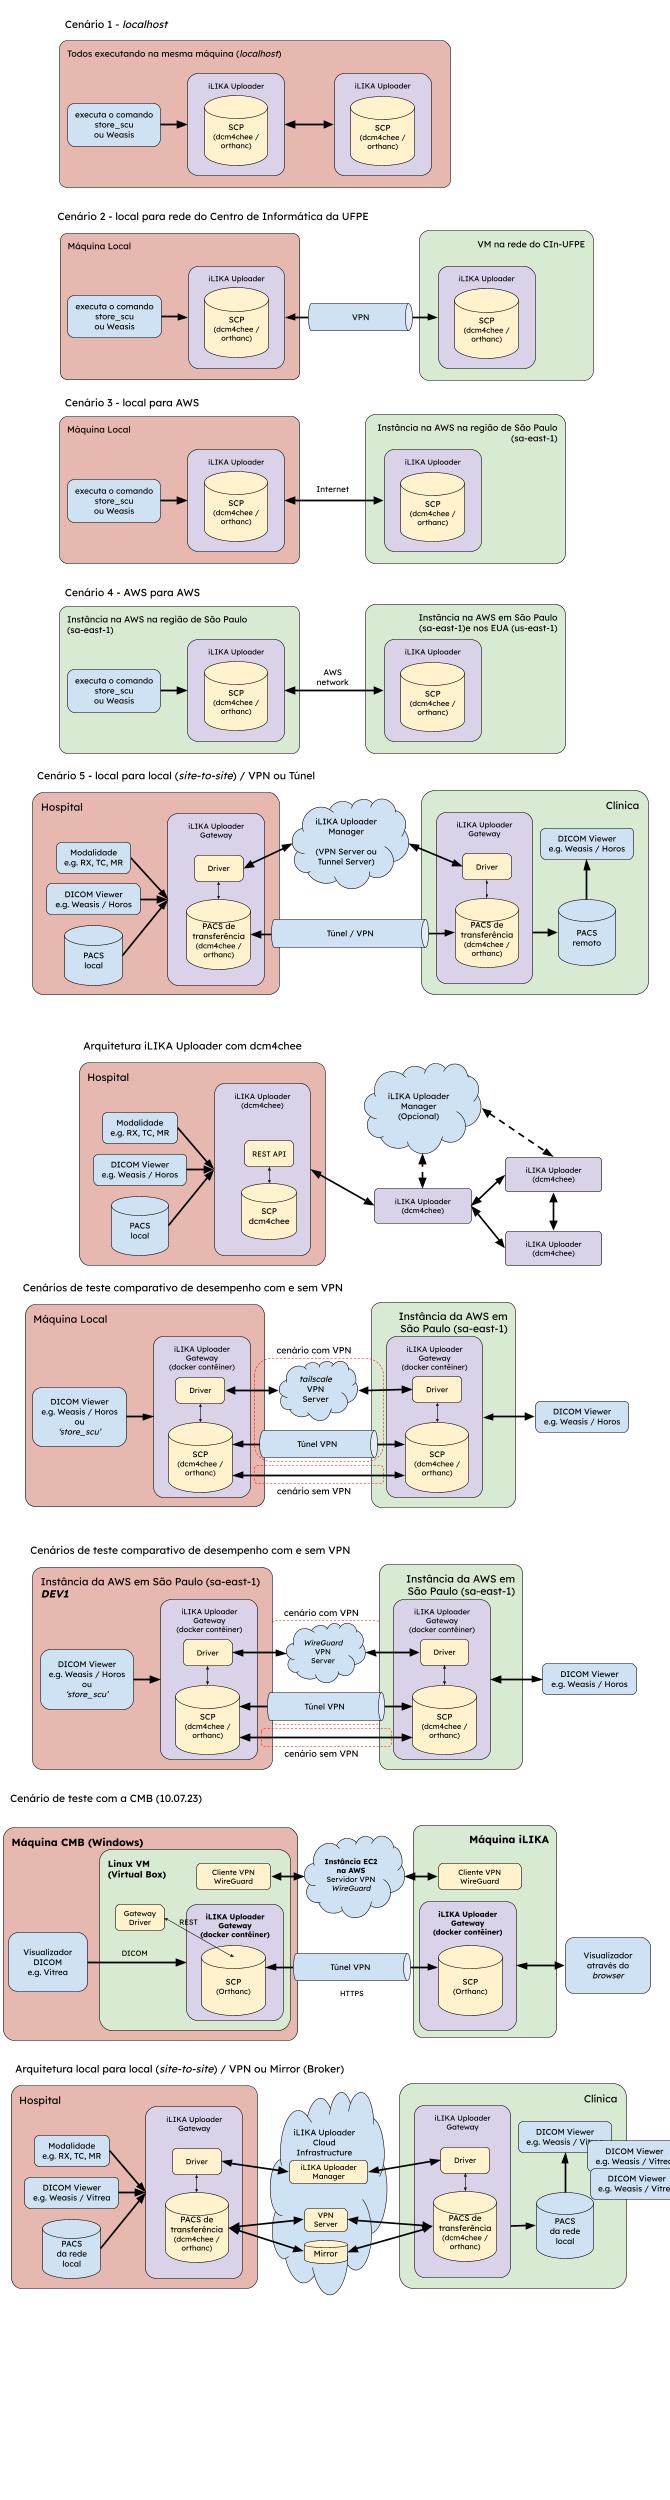 Cenário 1 - localhost
Todos executando na mesma máquina (localhost)
executa o comando
store_scu
ou Weasis
iLIKA Uploader
SCP
(dcm4chee /
orthanc)
iLIKA Uploader
SCP
(dcm4chee /
orthanc)
Cenário 2 - local para rede do Centro de Informática da UFPE
Máquina Local
executa o comando
store_scu
ou Weasis
iLIKA Uploader
SCP
(dcm4chee /
orthanc)
VPN
VM na rede do CIn-UFPE
iLIKA Uploader
SCP
(dcm4chee /
orthanc)
Cenário 3 - local para AWS
Máquina Local
executa o comando
store_scu
ou Weasis
iLIKA Uploader
SCP
(dcm4chee /
orthanc)
Internet
Instância na AWS na região de São Paulo
(sa-east-1)
iLIKA Uploader
SCP
(dcm4chee /
orthanc)
Cenário 4 - AWS para AWS
Instância na AWS na região de São Paulo
(sa-east-1)
executa o comando
store_scu
ou Weasis
iLIKA Uploader
SCP
(dcm4chee /
orthanc)
AWS
network
Instância na AWS em São Paulo
(sa-east-1)e nos EUA (us-east-1)
iLIKA Uploader
SCP
(dcm4chee /
orthanc)
Cenário 5 - local para local (site-to-site) / VPN ou Túnel
Hospital
Modalidade
e.g. RX, TC, MR
DICOM Viewer
e.g. Weasis / Horos
PACS
local
iLIKA Uploader
Gateway
Driver
PACS de
transferência
(dcm4chee /
orthanc)
iLIKA Uploader
Manager
(VPN Server ou
Tunnel Server)
Túnel / VPN
Clínica
iLIKA Uploader
Gateway
Driver
PACS de
transferência
(dcm4chee /
orthanc)
DICOM Viewer
e.g. Weasis / Horos
PACS
remoto
Arquitetura iLIKA Uploader com dcm4chee
Hospital
Modalidade
e.g. RX, TC, MR
DICOM Viewer
e.g. Weasis / Horos
PACS
local
iLIKA Uploader
(dcm4chee)
REST API
SCP
dcm4chee
iLIKA Uploader
Manager
(Opcional)
iLIKA Uploader
(dcm4chee)
iLIKA Uploader
(dcm4chee)
iLIKA Uploader
(dcm4chee)
Cenários de teste comparativo de desempenho com e sem VPN
Máquina Local
DICOM Viewer
e.g. Weasis / Horos
ou
'store_scu'
iLIKA Uploader
Gateway
(docker contêiner)
Driver
SCP
(dcm4chee /
orthanc)
cenário com VPN
tailscale
VPN
Server
Túnel VPN
cenário sem VPN
Instância da AWS em
São Paulo (sa-east-1)
iLIKA Uploader
Gateway
(docker contêiner)
Driver
SCP
(dcm4chee /
orthanc)
DICOM Viewer
e.g. Weasis / Horos
Cenários de teste comparativo de desempenho com e sem VPN
Instância da AWS em São Paulo (sa-east-1)
DEV1
DICOM Viewer
e.g. Weasis / Horos
ou
'store_scu'
iLIKA Uploader
Gateway
(docker contêiner)
Driver
SCP
(dcm4chee /
orthanc)
cenário com VPN
WireGuard
VPN
Server
Túnel VPN
cenário sem VPN
Instância da AWS em
São Paulo (sa-east-1)
iLIKA Uploader
Gateway
(docker contêiner)
Driver
SCP
(dcm4chee /
orthanc)
DICOM Viewer
e.g. Weasis / Horos
Cenário de teste com a CMB (10.07.23)
Máquina CMB (Windows)
Linux VM
(Virtual Box)
Cliente VPN
WireGuard
Gateway
Driver
REST
iLIKA Uploader
Gateway
(docker contêiner)
SCP
(Orthanc)
Visualizador
DICOM
e.g. Vitrea
DICOM
Instância EC2
na AWS
Servidor VPN
WireGuard
Túnel VPN
HTTPS
Máquina iLIKA
Cliente VPN
WireGuard
iLIKA Uploader
Gateway
(docker contêiner)
SCP
(Orthanc)
Visualizador
através do
browser
Arquitetura local para local (site-to-site) / VPN ou Mirror (Broker)
Hospital
Modalidade
e.g. RX, TC, MR
DICOM Viewer
e.g. Weasis / Vitrea
PACS
da rede
local
iLIKA Uploader
Gateway
Driver
PACS de
transferência
(dcm4chee /
orthanc)
iLIKA Uploader
Cloud
Infrastructure
iLIKA Uploader
Manager
VPN
Server
Mirror
Clínica
iLIKA Uploader
Gateway
Driver
PACS de
transferência
(dcm4chee /
orthanc)
DICOM Viewer
e.g. Weasis /
DICOM Viewer
e.g. Weasis /
DICOM Viewer
e.g. Weasis /
PACS
da rede
local